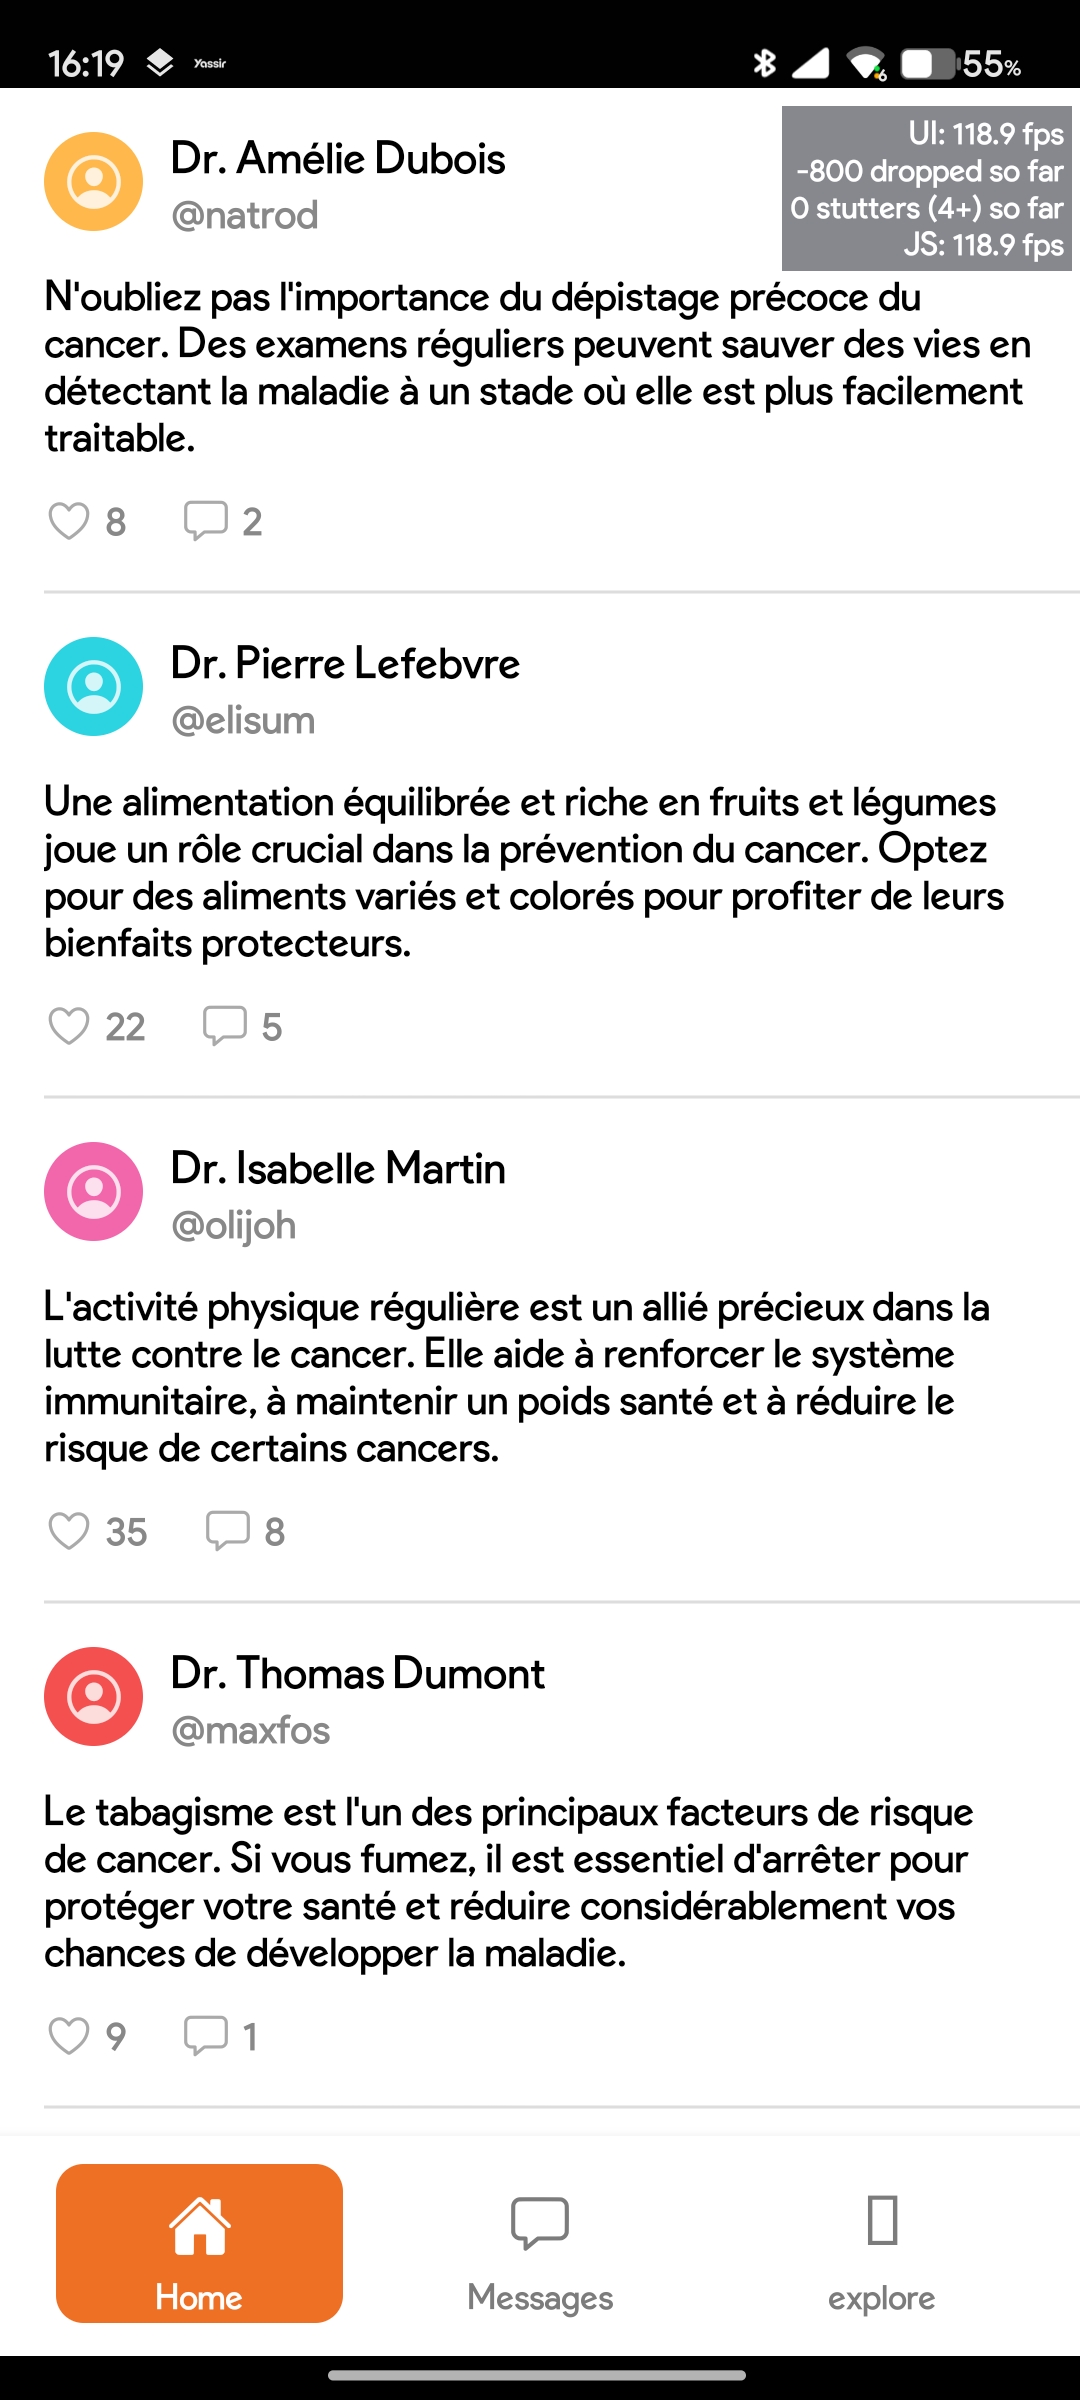 16:19 Yassir 55%
UI: 118.9 fps
-800 dropped so far
0 stutters (4+) so far
JS: 118.9 fps
Dr. Amélie Dubois
@natrod
N'oubliez pas l'importance du dépistage précoce du
cancer. Des examens réguliers peuvent sauver des vies en
détectant la maladie à un stade où elle est plus facilement
traitable.
8 2
Dr. Pierre Lefebvre
@elisum
Une alimentation équilibrée et riche en fruits et légumes
joue un rôle crucial dans la prévention du cancer. Optez
pour des aliments variés et colorés pour profiter de leurs
bienfaits protecteurs.
22 5
Dr. Isabelle Martin
@olijoh
L'activité physique régulière est un allié précieux dans la
lutte contre le cancer. Elle aide à renforcer le système
immunitaire, à maintenir un poids santé et à réduire le
risque de certains cancers.
35 8
Dr. Thomas Dumont
@maxfos
Le tabagisme est l'un des principaux facteurs de risque
de cancer. Si vous fumez, il est essentiel d'arrêter pour
protéger votre santé et réduire considérablement vos
chances de développer la maladie.
9 1
Home Messages explore